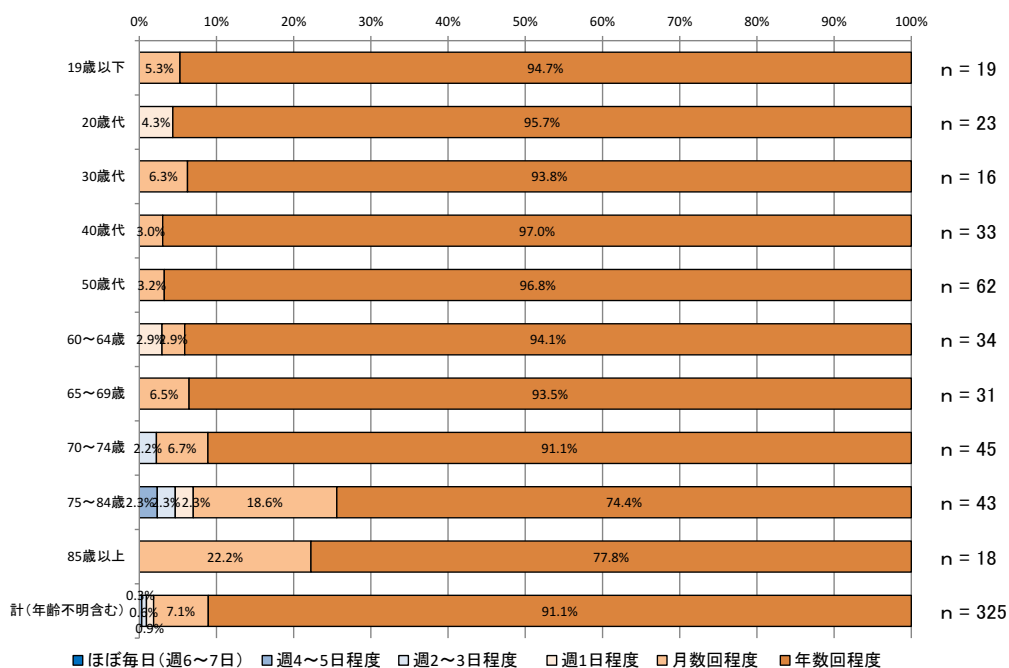 0% 10% 20% 30% 40% 50% 60% 70% 80% 90% 100%
19歳以下 5.3% 94.7% n = 19
20歳代 4.3% 95.7% n = 23
30歳代 6.3% 93.8% n = 16
40歳代 3.0% 97.0% n = 33
50歳代 3.2% 96.8% n = 62
60～64歳 2.9% 2.9% 94.1% n = 34
65～69歳 6.5% 93.5% n = 31
70～74歳 2.2% 6.7% 91.1% n = 45
75～84歳 2.3% 2.3% 2.3% 18.6% 74.4% n = 43
85歳以上 22.2% 77.8% n = 18
計（年齢不明含む） 0.3% 0.6% 0.9% 7.1% 91.1% n = 325
ほぼ毎日（週6～7日） 週4～5日程度 週2～3日程度 週1日程度 月数回程度 年数回程度